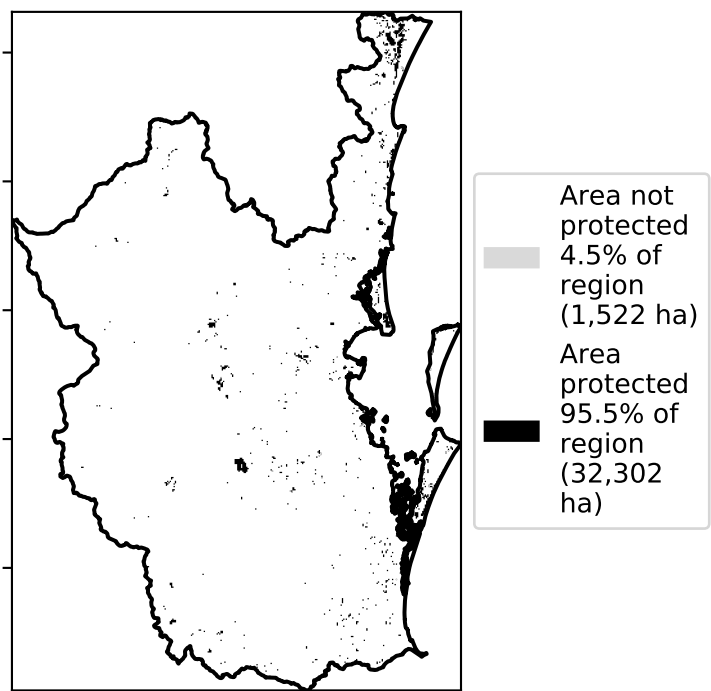 Area not
protected
4.5% of
region
(1,522 ha)
Area
protected
95.5% of
region
(32,302
ha)